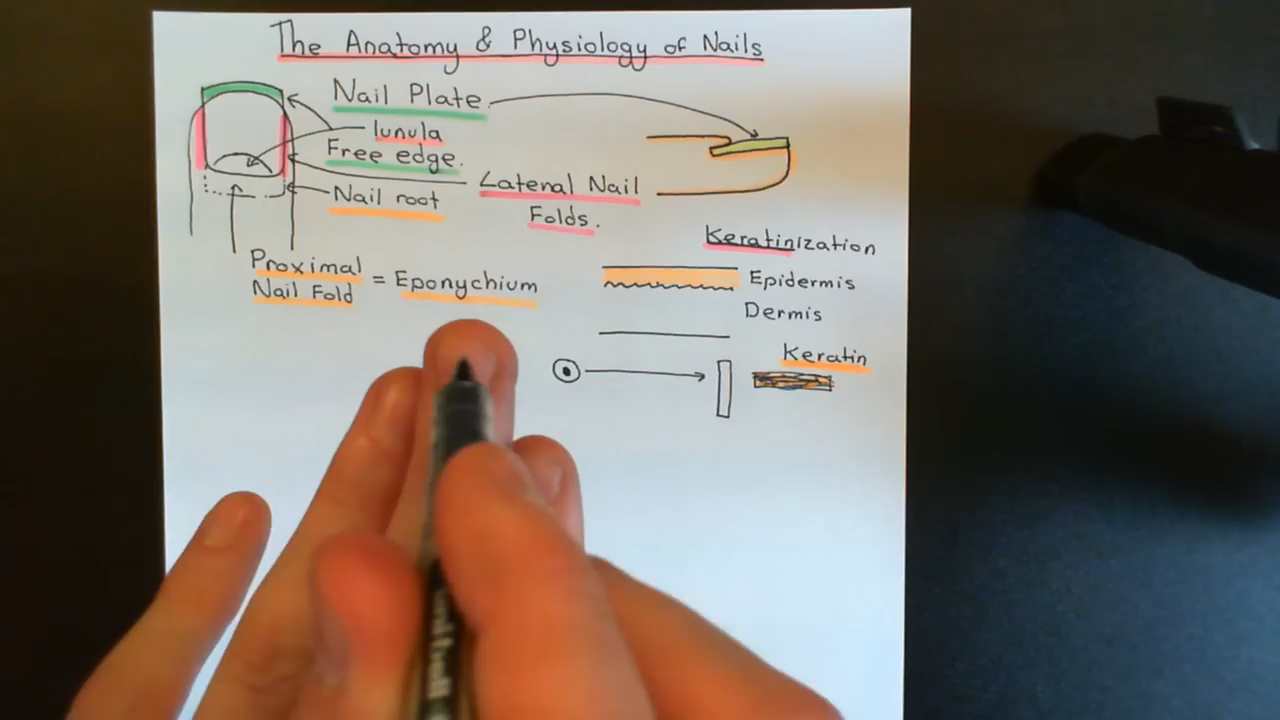 The Anatomy & Physiology of Nails
Nail Plate
lunula
Free edge.
Nail root
Latenal Nail
Folds.
Proximal
Nail Fold = Eponychium
Keratinization
Epidermis
Dermis
Keratin